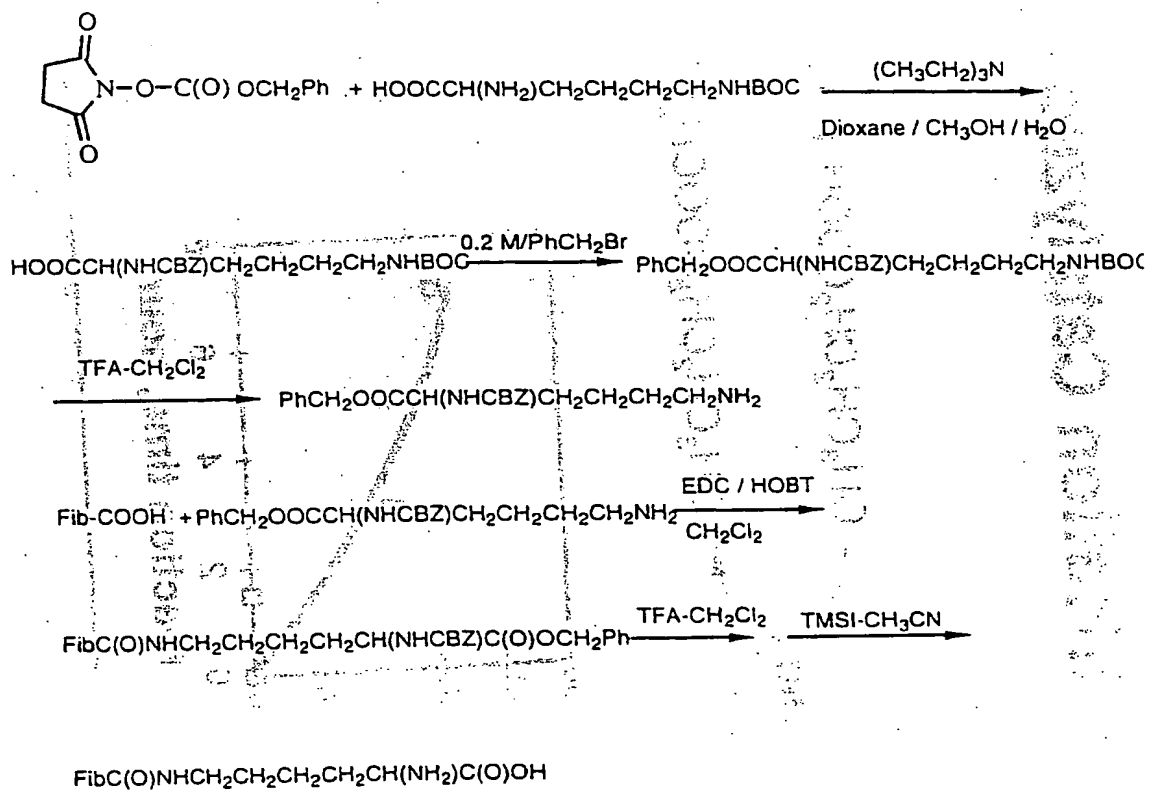 O
N-O-C(O) OCH2Ph + HOOCCH(NH2)CH2CH2CH2CH2NHBOC (CH3CH2)3N
Dioxane / CH3OH / H2O
O
HOOCCH(NHCBZ)CH2CH2CH2CH2NHBOC 0.2 M/PhCH2Br PhCH2OOCCH(NHCBZ)CH2CH2CH2CH2NHBOC
TFA-CH2Cl2
PhCH2OOCCH(NHCBZ)CH2CH2CH2CH2NH2
Fib-COOH + PhCH2OOCCH(NHCBZ)CH2CH2CH2CH2NH2 EDC / HOBT
CH2Cl2
FibC(O)NHCH2CH2CH2CH2CH(NHCBZ)C(O)OCH2Ph TFA-CH2Cl2 TMSI-CH3CN
FibC(O)NHCH2CH2CH2CH2CH(NH2)C(O)OH